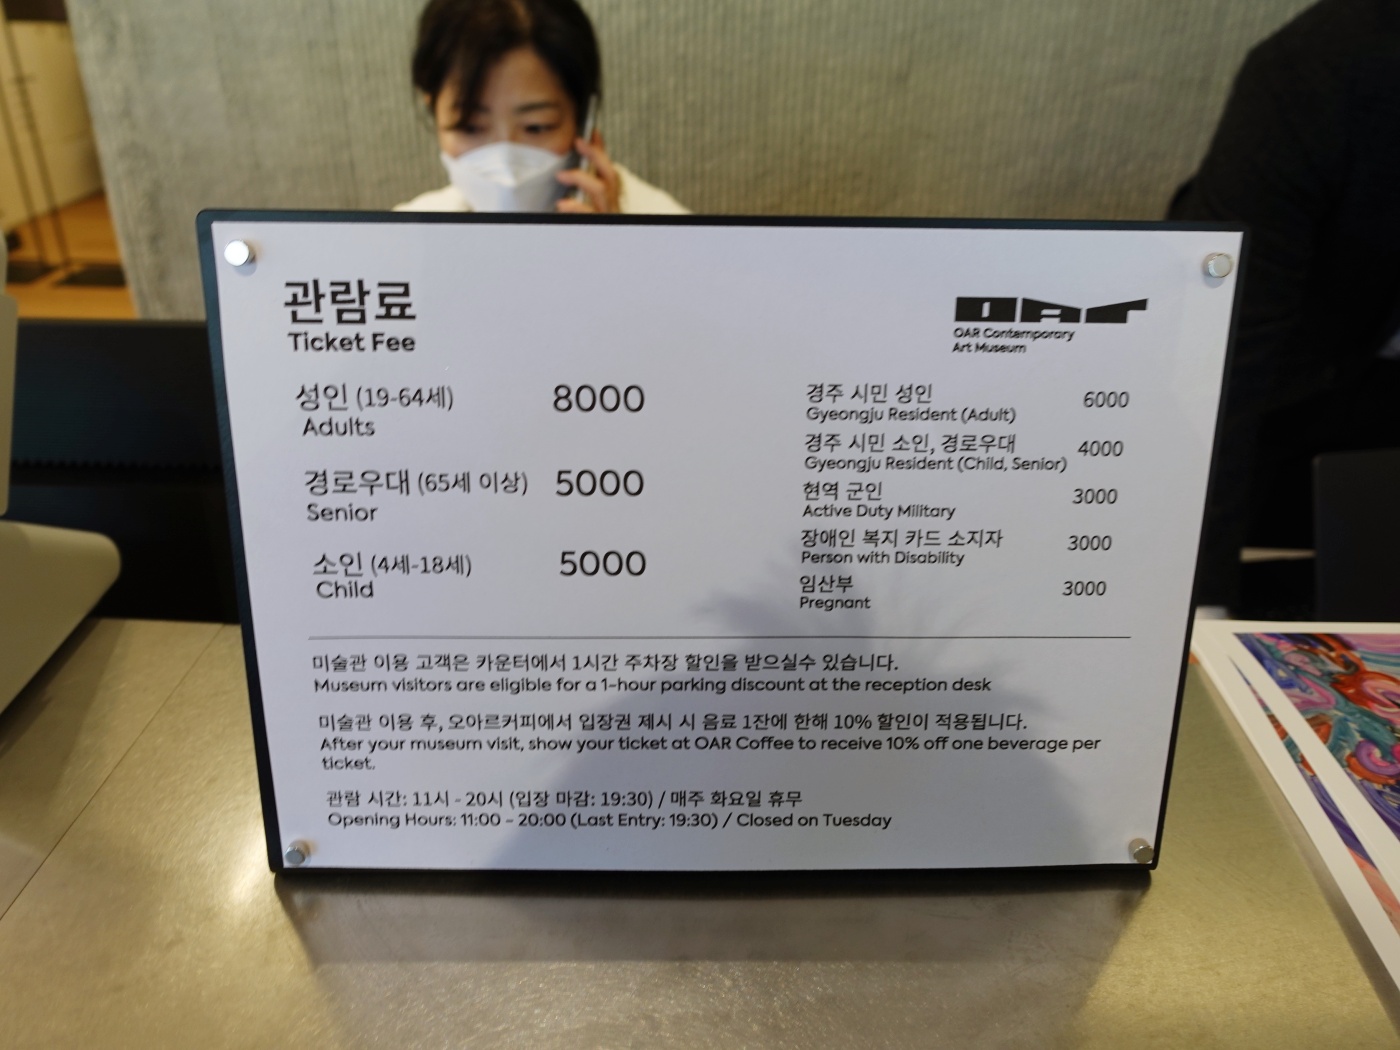 관람료
Ticket Fee
OAR
OAR Contemporary
Art Museum
성인 (19-64세) 8000
Adults
경로우대 (65세 이상) 5000
Senior
소인 (4세-18세) 5000
Child
경주 시민 성인 6000
Gyeongju Resident (Adult)
경주 시민 소인, 경로우대 4000
Gyeongju Resident (Child, Senior)
현역 군인 3000
Active Duty Military
장애인 복지 카드 소지자 3000
Person with Disability
임산부 3000
Pregnant
미술관 이용 고객은 카운터에서 1시간 주차장 할인을 받으실수 있습니다.
Museum visitors are eligible for a 1-hour parking discount at the reception desk
미술관 이용 후, 오아르커피에서 입장권 제시 시 음료 1잔에 한해 10% 할인이 적용됩니다.
After your museum visit, show your ticket at OAR Coffee to receive 10% off one beverage per
ticket.
관람 시간: 11시 - 20시 (입장 마감: 19:30) / 매주 화요일 휴무
Opening Hours: 11:00 - 20:00 (Last Entry: 19:30) / Closed on Tuesday